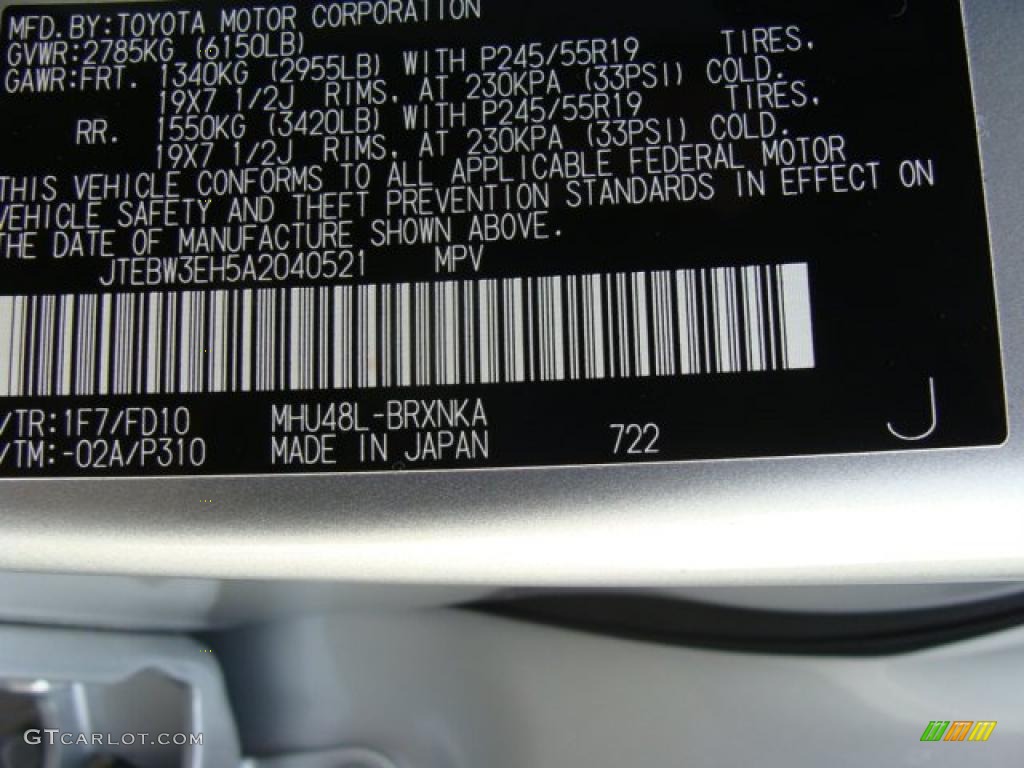 MFD. BY: TOYOTA MOTOR CORPORATION
GVWR: 2785KG (6150LB)
GAWR: FRT. 1340KG (2955LB) WITH P245/55R19 TIRES,
19X7 1/2J RIMS, AT 230KPA (33PSI) COLD.
RR. 1550KG (3420LB) WITH P245/55R19 TIRES,
19X7 1/2J RIMS, AT 230KPA (33PSI) COLD.
THIS VEHICLE CONFORMS TO ALL APPLICABLE FEDERAL MOTOR
VEHICLE SAFETY AND THEFT PREVENTION STANDARDS IN EFFECT ON
THE DATE OF MANUFACTURE SHOWN ABOVE.
JTEBW3EH5A2040521 MPV
/TR: 1F7/FD10 MHU48L-BRXNKA
/TM: -02A/P310 MADE IN JAPAN 722 J
GTCARLOT.COM